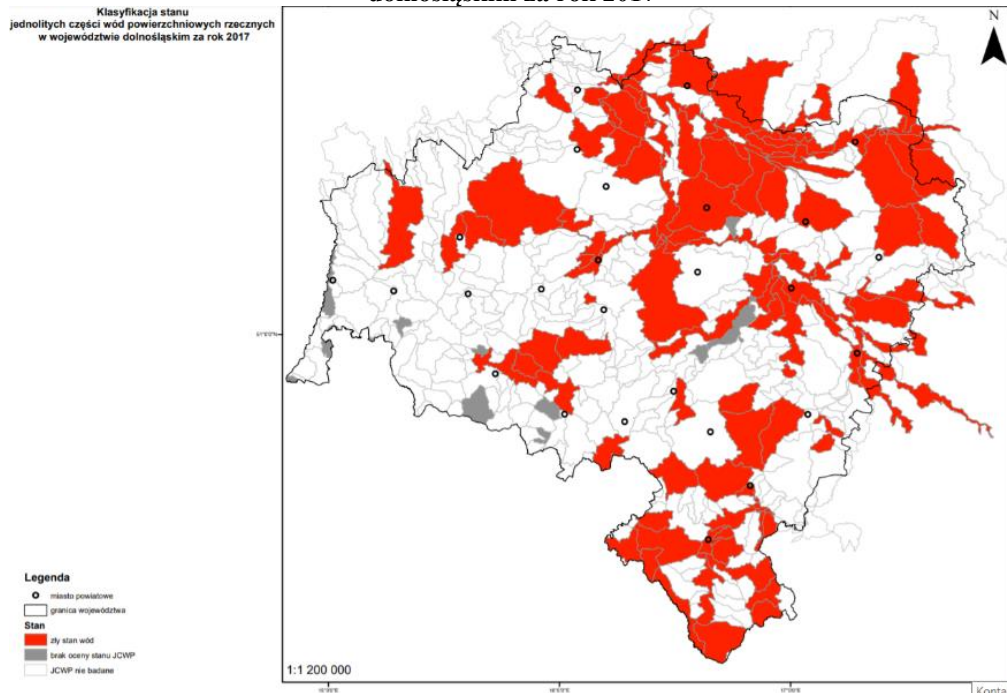 Klasyfikacja stanu
jednolitych części wód powierzchniowych rzecznych
w województwie dolnośląskim za rok 2017
N
Legenda
miasto powiatowe
granica województwa
Stan
zły stan wód
brak oceny stanu JCWP
JCWP nie badane
1:1 200 000
Konta